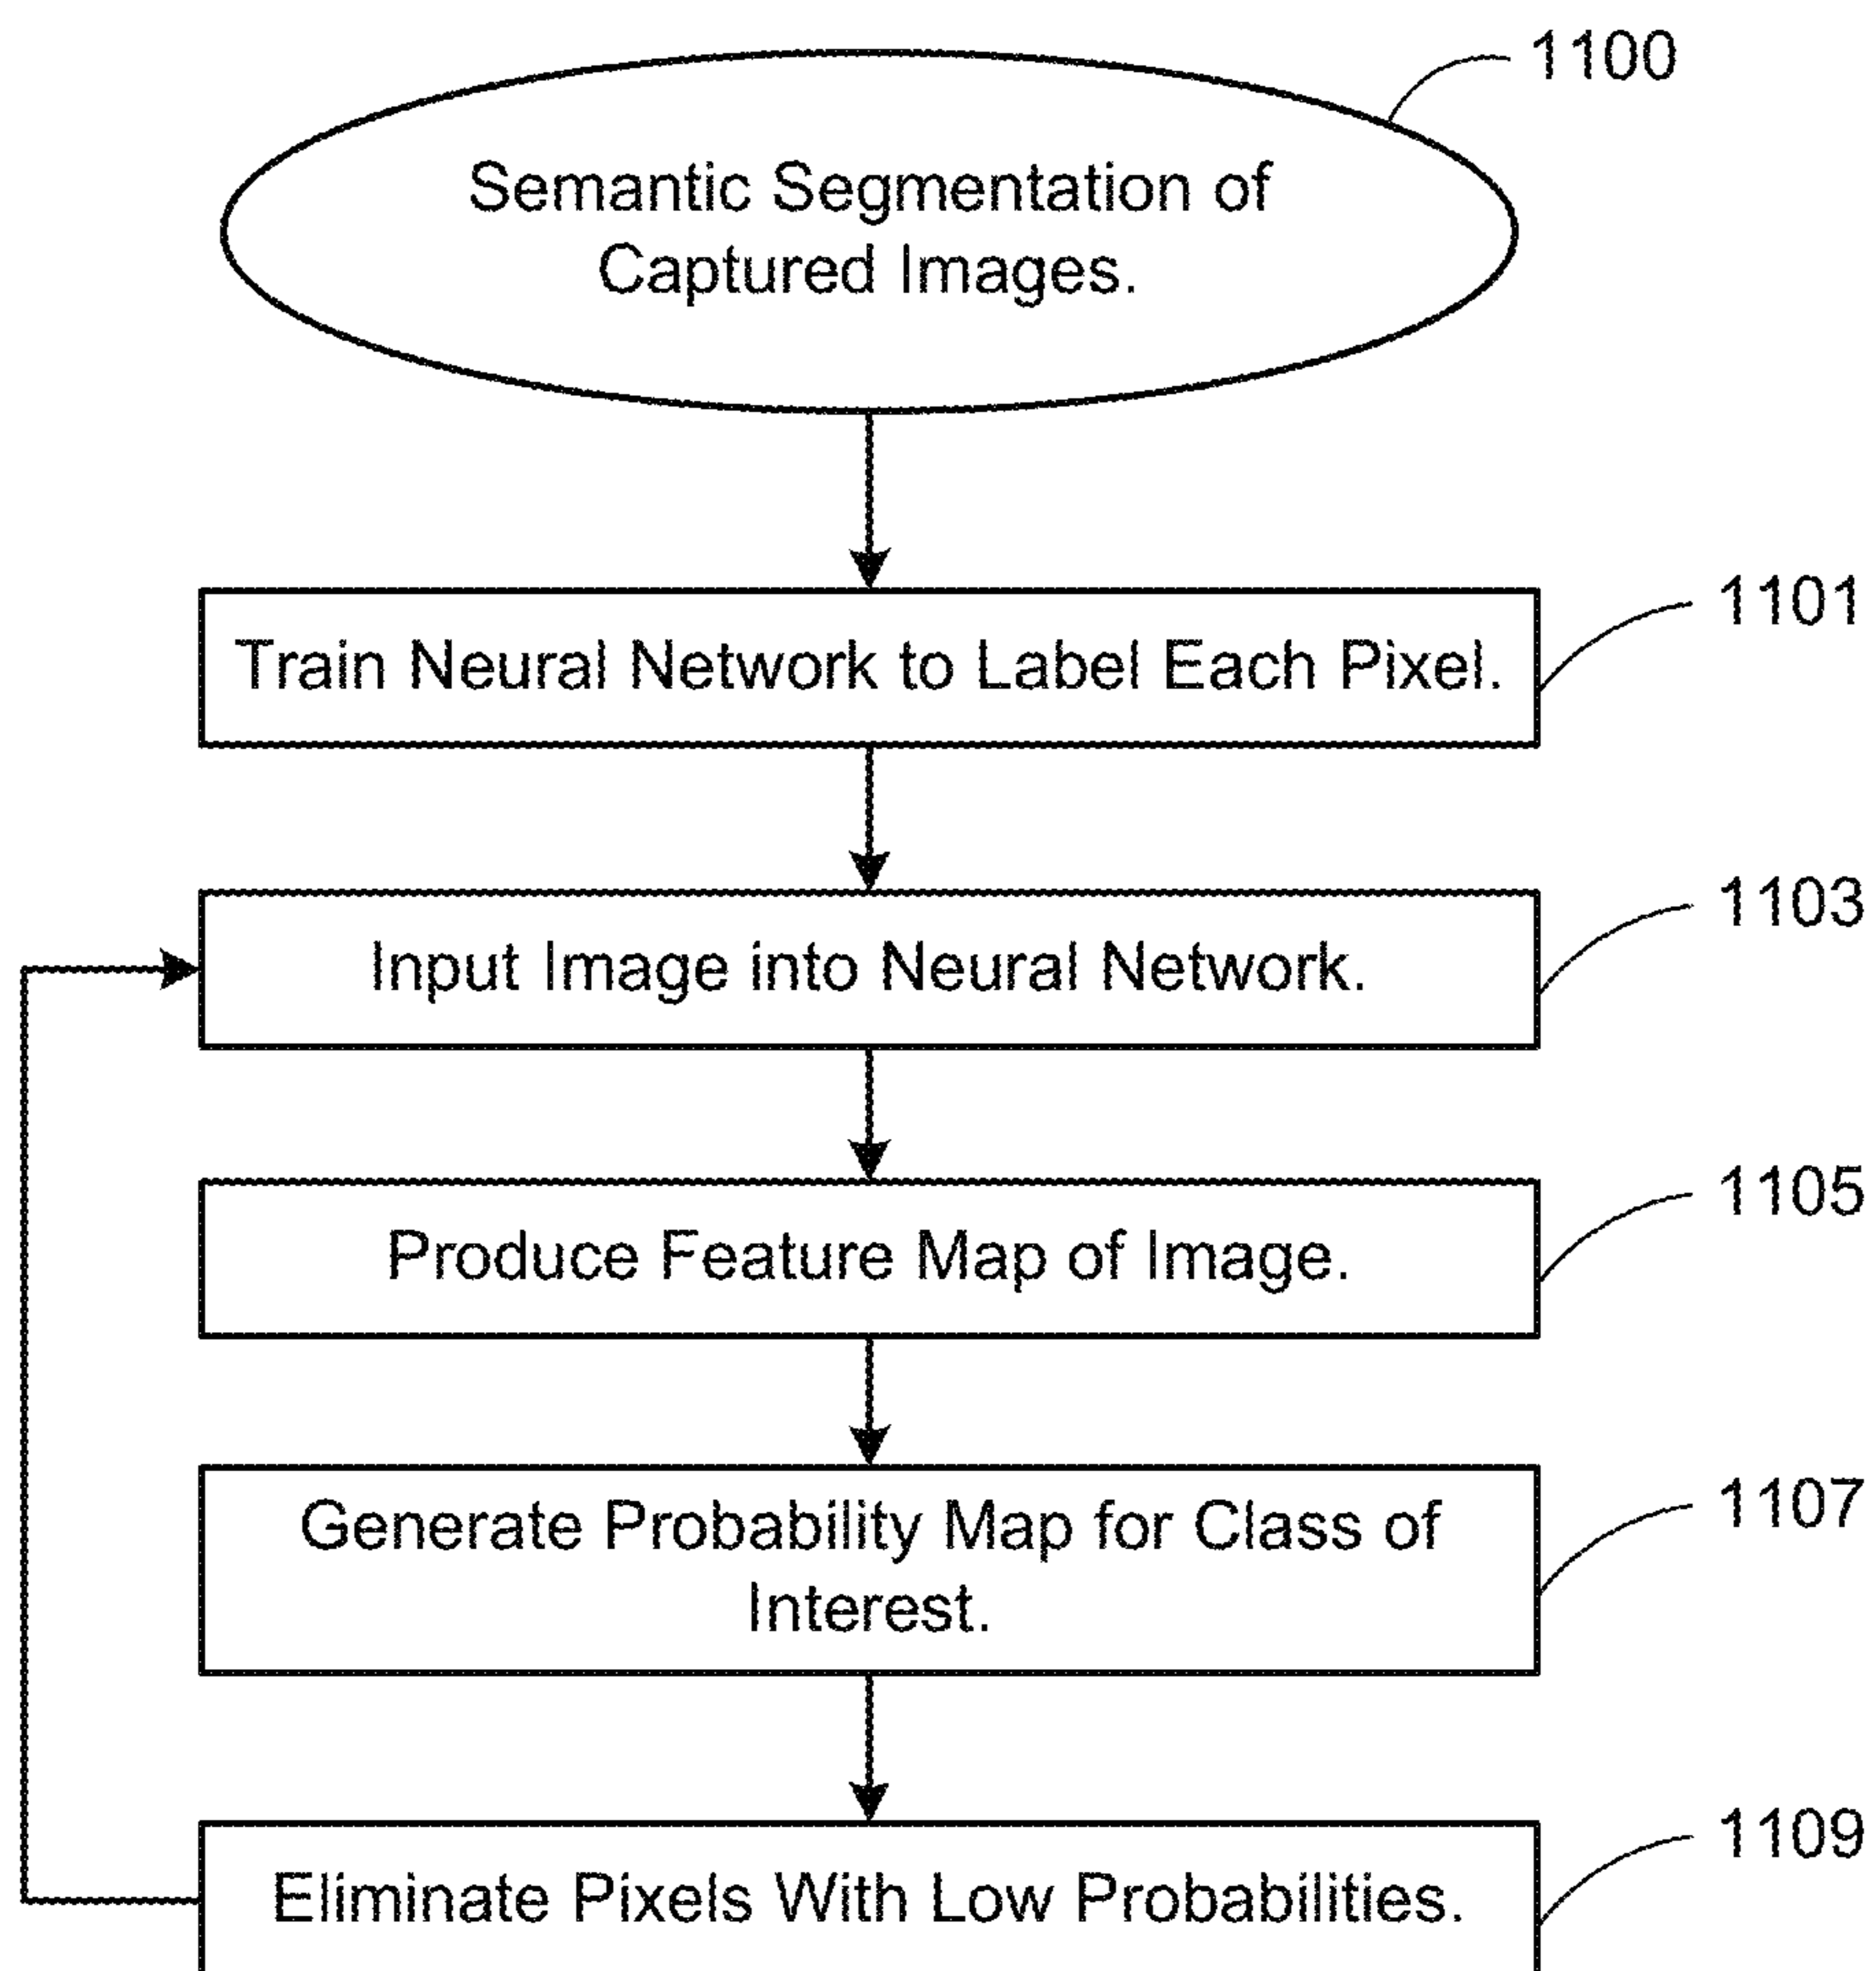 1100
Semantic Segmentation of
Captured Images.
1101
Train Neural Network to Label Each Pixel.
1103
Input Image into Neural Network.
1105
Produce Feature Map of Image.
1107
Generate Probability Map for Class of
Interest.
1109
Eliminate Pixels With Low Probabilities.